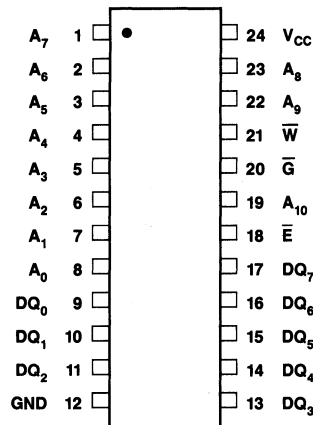 A7 1 24 VCC
A6 2 23 A8
A5 3 22 A9
A4 4 21 W̅
A3 5 20 G̅
A2 6 19 A10
A1 7 18 E̅
A0 8 17 DQ7
DQ0 9 16 DQ6
DQ1 10 15 DQ5
DQ2 11 14 DQ4
GND 12 13 DQ3